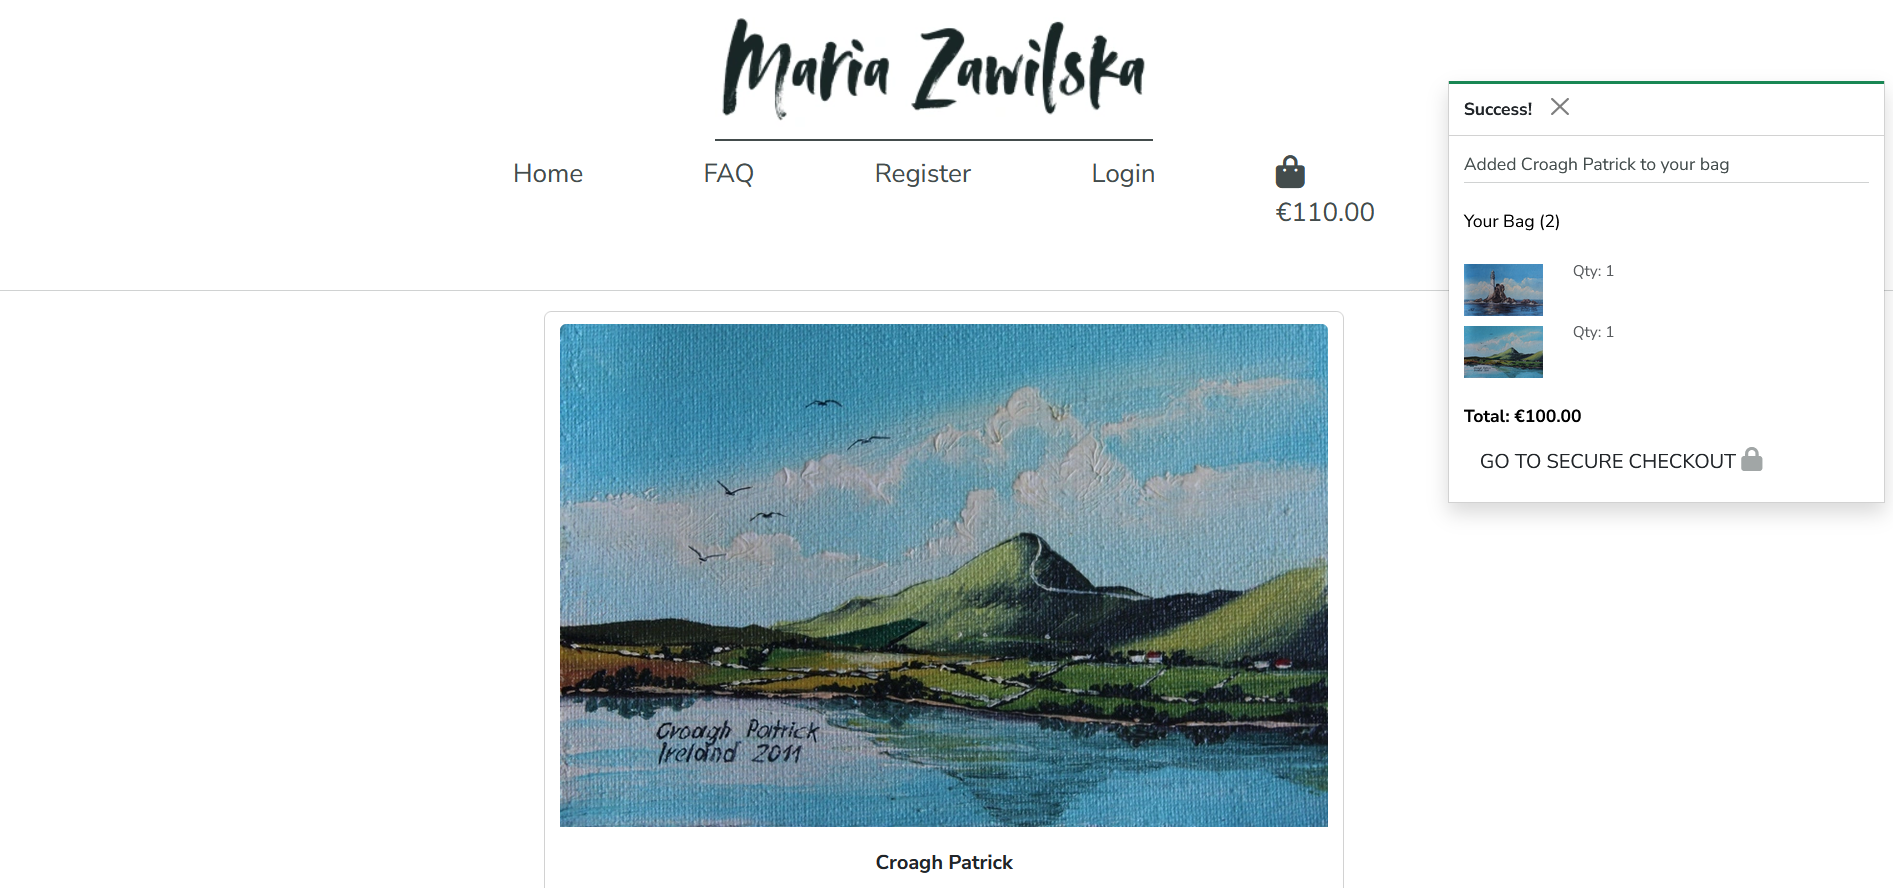 Maria Zawilska
Home FAQ Register Login
€110.00
Success!
Added Croagh Patrick to your bag
Your Bag (2)
Qty: 1
Qty: 1
Total: €100.00
GO TO SECURE CHECKOUT
Croagh Patrick
Ireland 2011
Croagh Patrick